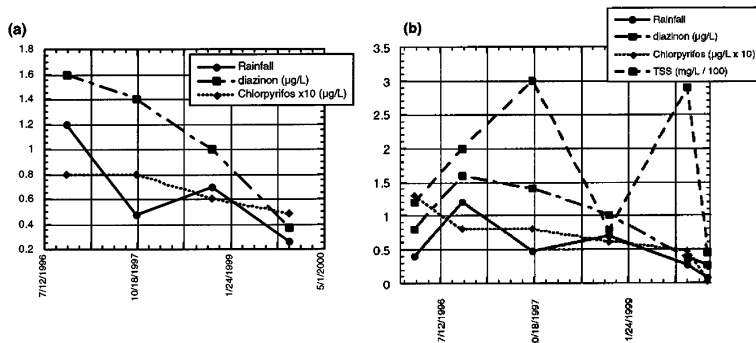 (a)
1.8
1.6
1.4
1.2
1
0.8
0.6
0.4
0.2
7/12/1996
10/18/1997
1/24/1999
5/1/2000
Rainfall
diazinon (µg/L)
Chlorpyrifos x10 (µg/L)
(b)
3.5
3
2.5
2
1.5
1
0.5
0
7/12/1996
0/18/1997
1/24/1999
Rainfall
diazinon (µg/L)
Chlorpyrifos (µg/L x 10)
TSS (mg/L / 100)